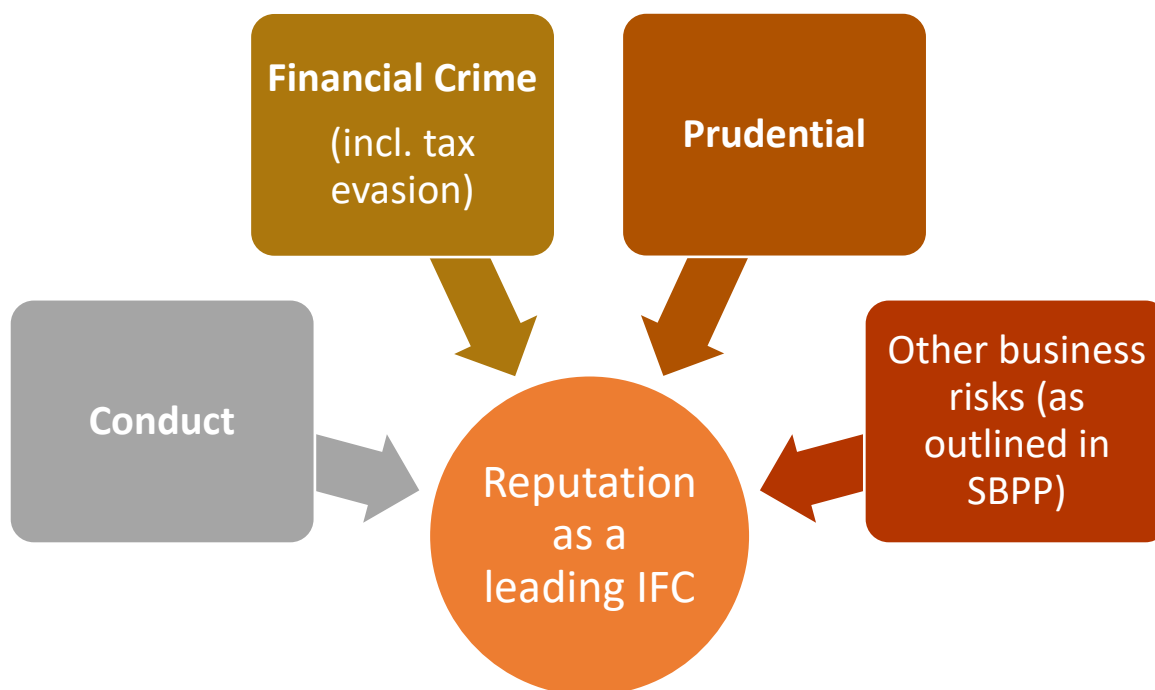 Financial Crime
(incl. tax
evasion)
Prudential
Conduct
Other business
risks (as
outlined in
SBPP)
Reputation
as a
leading IFC